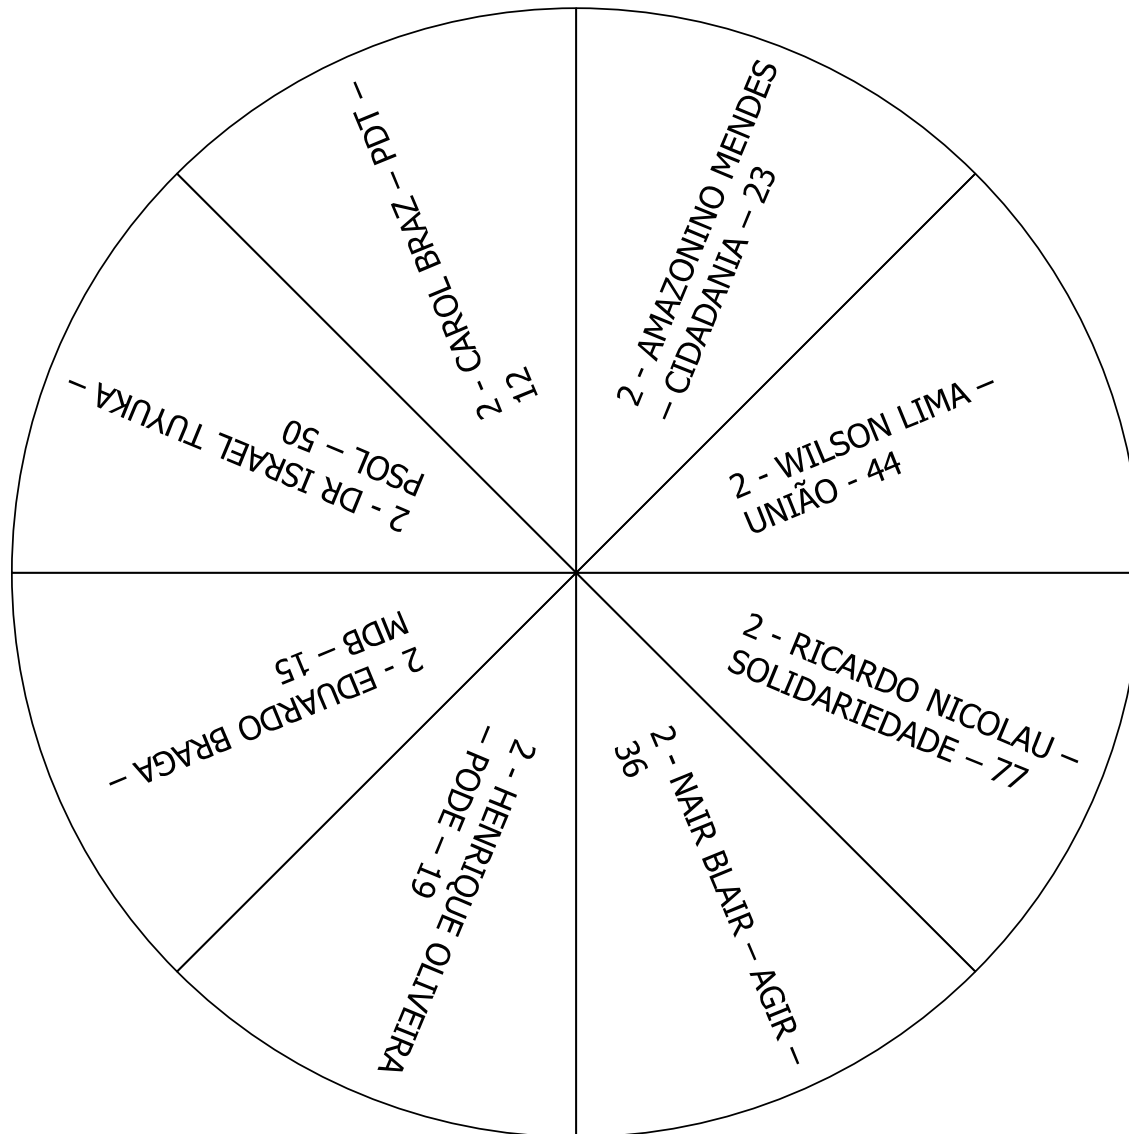 2 - AMAZONINO MENDES
– CIDADANIA – 23
2 - WILSON LIMA –
UNIÃO - 44
2 - RICARDO NICOLAU –
SOLIDARIEDADE – 77
2 - NAIR BLAIR – AGIR –
36
2 - HENRIQUE OLIVEIRA
– PODE – 19
2 - EDUARDO BRAGA –
MDB – 15
2 - DR ISRAEL TUYUKA –
PSOL – 50
2 - CAROL BRAZ – PDT –
12